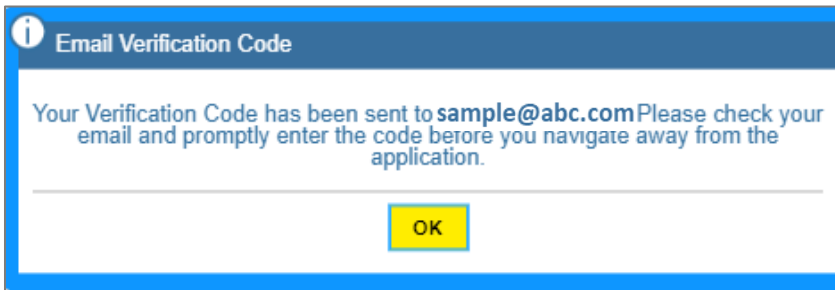 Email Verification Code
Your Verification Code has been sent to sample@abc.com Please check your
email and promptly enter the code before you navigate away from the
application.
OK